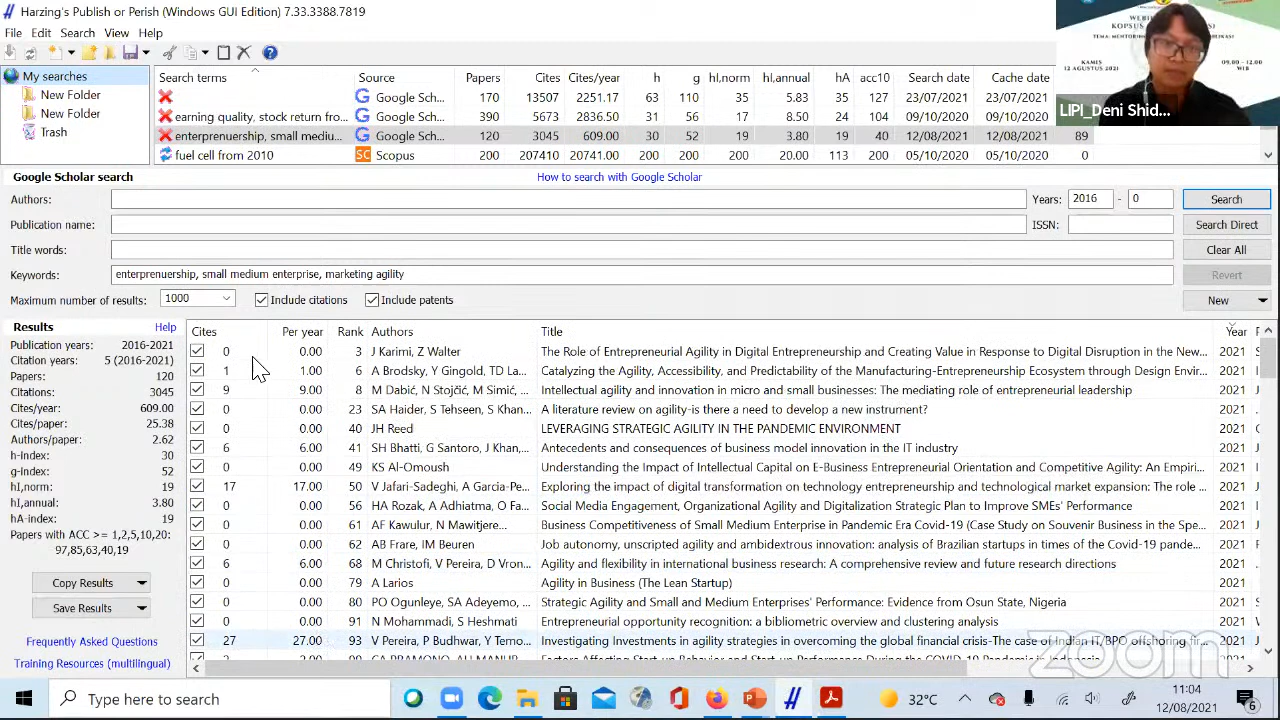 Harzing's Publish or Perish (Windows GUI Edition) 7.33.3388.7819
File Edit Search View Help
My searches
New Folder
New Folder
Trash
Search terms Source Papers Cites Cites/year h g hI,norm hI,annual hA acc10 Search date Cache date
Google Sch... 170 13507 2251.17 63 110 35 5.83 35 127 23/07/2021 23/07/2021
earning quality, stock return fro... Google Sch... 390 5673 2836.50 31 56 17 8.50 24 104 09/10/2020 09/10/2020
enterprenuership, small mediu... Google Sch... 120 3045 609.00 30 52 19 3.80 19 40 12/08/2021 12/08/2021 89
fuel cell from 2010 Scopus 200 207410 20741.00 200 200 200 20.00 113 200 05/10/2020 05/10/2020 0
KAMIS
12 AGUSTUS 2021
09.00 - 12.00
WIB
LIPI_Deni Shid...
Google Scholar search How to search with Google Scholar
Authors: Years: 2016 - 0 Search
Publication name: ISSN: Search Direct
Title words: Clear All
Keywords: enterprenuership, small medium enterprise, marketing agility Revert
Maximum number of results: 1000 Include citations Include patents New
Results Help
Publication years: 2016-2021
Citation years: 5 (2016-2021)
Papers: 120
Citations: 3045
Cites/year: 609.00
Cites/paper: 25.38
Authors/paper: 2.62
h-index: 30
g-index: 52
hI,norm: 19
hI,annual: 3.80
hA-index: 19
Papers with ACC >= 1,2,5,10,20:
97,85,63,40,19
Copy Results
Save Results
Frequently Asked Questions
Training Resources (multilingual)
Cites Per year Rank Authors Title Year
0 0.00 3 J Karimi, Z Walter The Role of Entrepreneurial Agility in Digital Entrepreneurship and Creating Value in Response to Digital Disruption in the New... 2021
1 1.00 6 A Brodsky, Y Gingold, TD La... Catalyzing the Agility, Accessibility, and Predictability of the Manufacturing-Entrepreneurship Ecosystem through Design Envir... 2021
9 9.00 8 M Dabić, N Stojčić, M Simić, ... Intellectual agility and innovation in micro and small businesses: The mediating role of entrepreneurial leadership 2021
0 0.00 23 SA Haider, S Tehseen, S Khan... A literature review on agility-is there a need to develop a new instrument? 2021
0 0.00 40 JH Reed LEVERAGING STRATEGIC AGILITY IN THE PANDEMIC ENVIRONMENT 2021
6 6.00 41 SH Bhatti, G Santoro, J Khan,... Antecedents and consequences of business model innovation in the IT industry 2021
0 0.00 49 KS Al-Omoush Understanding the Impact of Intellectual Capital on E-Business Entrepreneurial Orientation and Competitive Agility: An Empiri... 2021
17 17.00 50 V Jafari-Sadeghi, A Garcia-Pe... Exploring the impact of digital transformation on technology entrepreneurship and technological market expansion: The role ... 2021
0 0.00 56 HA Rozak, A Adhiatma, O Fa... Social Media Engagement, Organizational Agility and Digitalization Strategic Plan to Improve SMEs' Performance 2021
0 0.00 61 AF Kawulur, N Mawitjere... Business Competitiveness of Small Medium Enterprise in Pandemic Era Covid-19 (Case Study on Souvenir Business in the Spe... 2021
0 0.00 62 AB Frare, IM Beuren Job autonomy, unscripted agility and ambidextrous innovation: analysis of Brazilian startups in times of the Covid-19 pande... 2021
6 6.00 68 M Christofi, V Pereira, D Vron... Agility and flexibility in international business research: A comprehensive review and future research directions
0 0.00 79 A Larios Agility in Business (The Lean Startup) 2021
0 0.00 80 PO Ogunleye, SA Adeyemo, ... Strategic Agility and Small and Medium Enterprises' Performance: Evidence from Osun State, Nigeria 2021
0 0.00 91 N Mohammadi, S Heshmati Entrepreneurial opportunity recognition: a bibliometric overview and clustering analysis 2021
27 27.00 93 V Pereira, P Budhwar, Y Temo... Investigating Investments in agility strategies in overcoming the global financial crisis-The case of Indian IT/BPO offshoring fir... 2021
zoom
Type here to search 32°C 11:04
12/08/2021 6